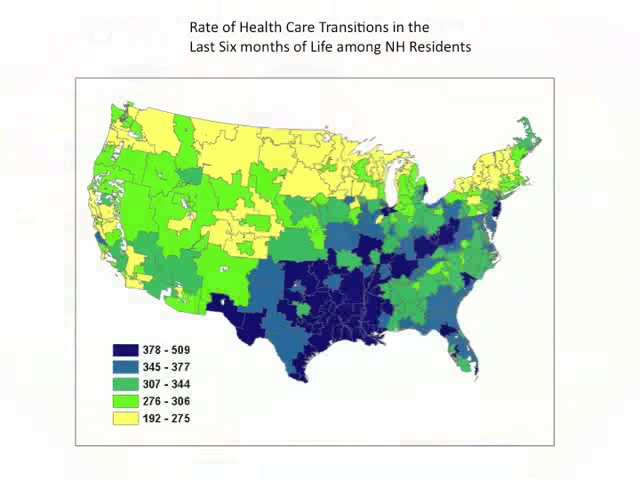 Rate of Health Care Transitions in the
Last Six months of Life among NH Residents
378 - 509
345 - 377
307 - 344
276 - 306
192 - 275